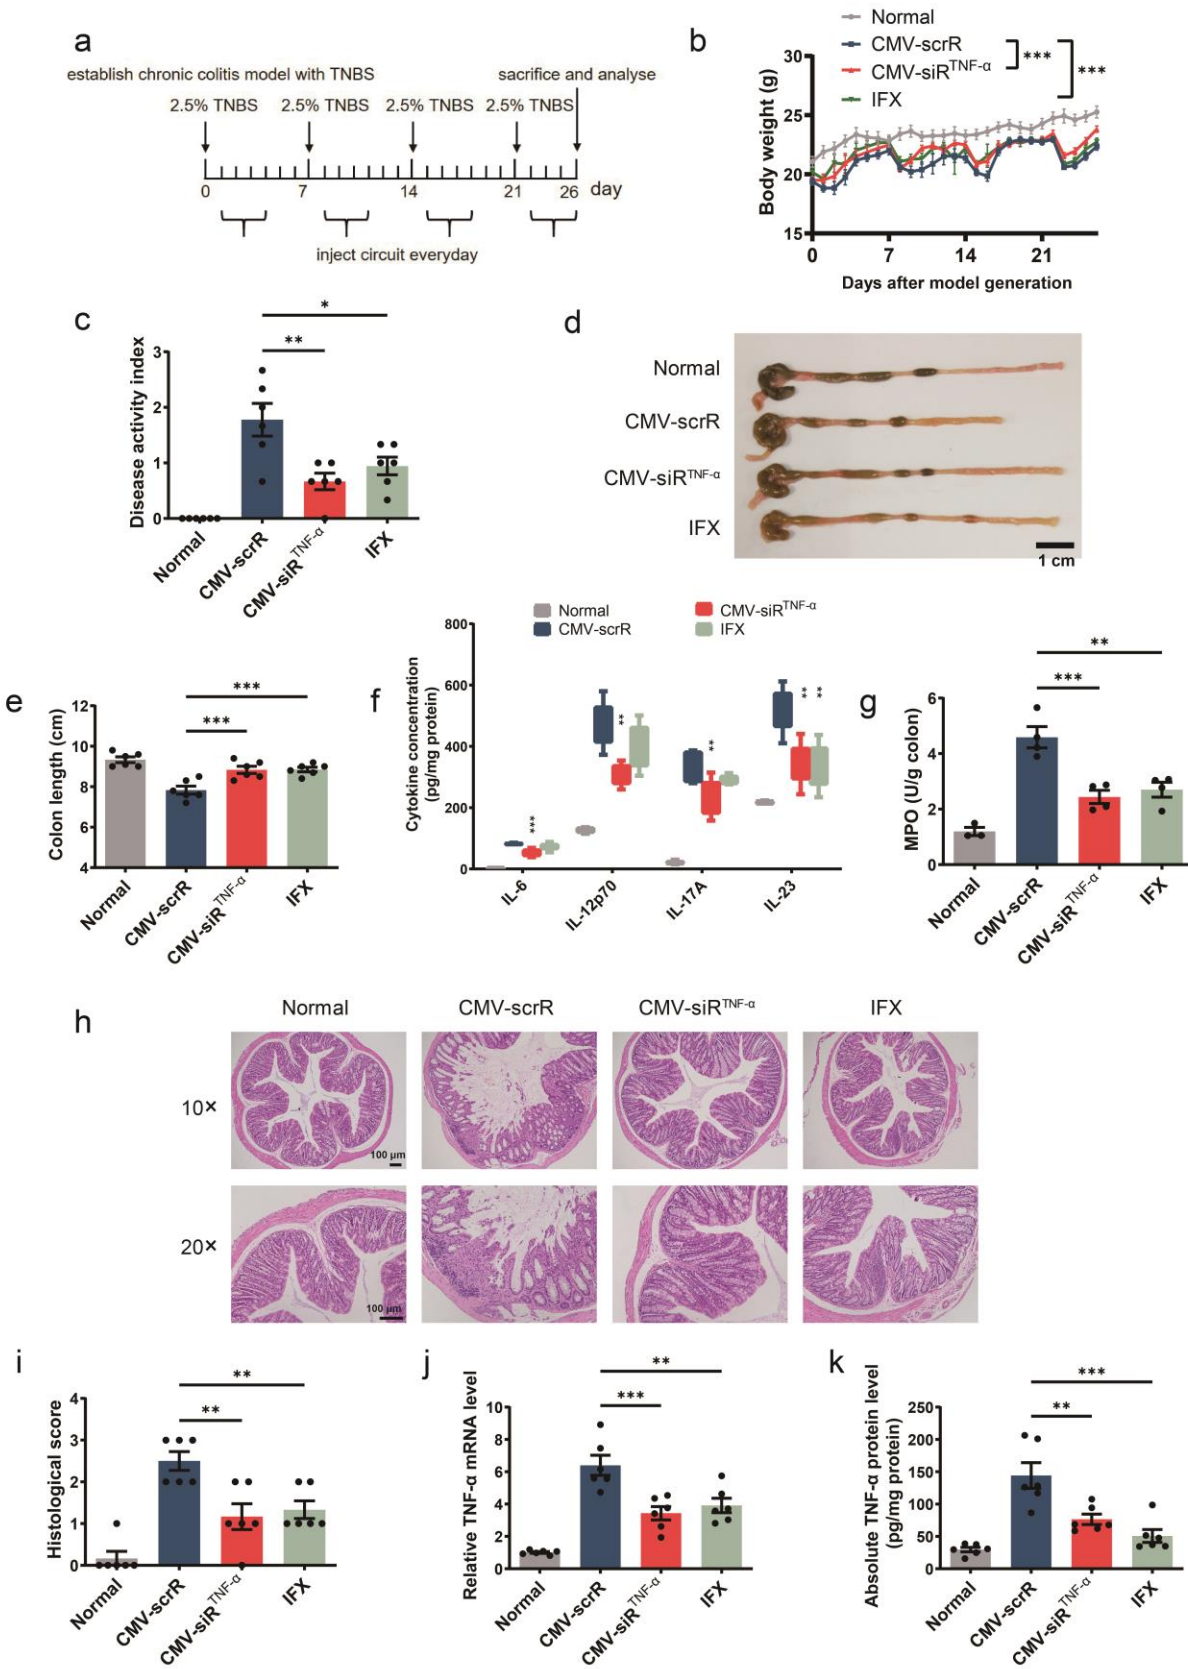 a
establish chronic colitis model with TNBS
sacrifice and analyse
2.5% TNBS 2.5% TNBS 2.5% TNBS 2.5% TNBS
0 7 14 21 26 day
inject circuit everyday
b
Normal
CMV-scrR
CMV-siR^TNF-α
IFX
***
***
Body weight (g)
30
25
20
15
0 7 14 21
Days after model generation
c
Disease activity index
3
2
1
0
*
**
Normal CMV-scrR CMV-siR^TNF-α IFX
d
Normal
CMV-scrR
CMV-siR^TNF-α
IFX
1 cm
e
Colon length (cm)
12
10
8
6
4
***
***
Normal CMV-scrR CMV-siR^TNF-α IFX
f
Normal CMV-siR^TNF-α
CMV-scrR IFX
Cytokine concentration
(pg/mg protein)
800
600
400
200
0
***
**
**
** **
IL-6 IL-12p70 IL-17A IL-23
g
MPO (U/g colon)
6
4
2
0
**
***
Normal CMV-scrR CMV-siR^TNF-α IFX
h
Normal CMV-scrR CMV-siR^TNF-α IFX
10×
100 μm
20×
100 μm
i
Histological score
4
3
2
1
0
**
**
Normal CMV-scrR CMV-siR^TNF-α IFX
j
Relative TNF-α mRNA level
10
8
6
4
2
0
**
***
Normal CMV-scrR CMV-siR^TNF-α IFX
k
Absolute TNF-α protein level
(pg/mg protein)
250
200
150
100
50
0
***
**
Normal CMV-scrR CMV-siR^TNF-α IFX